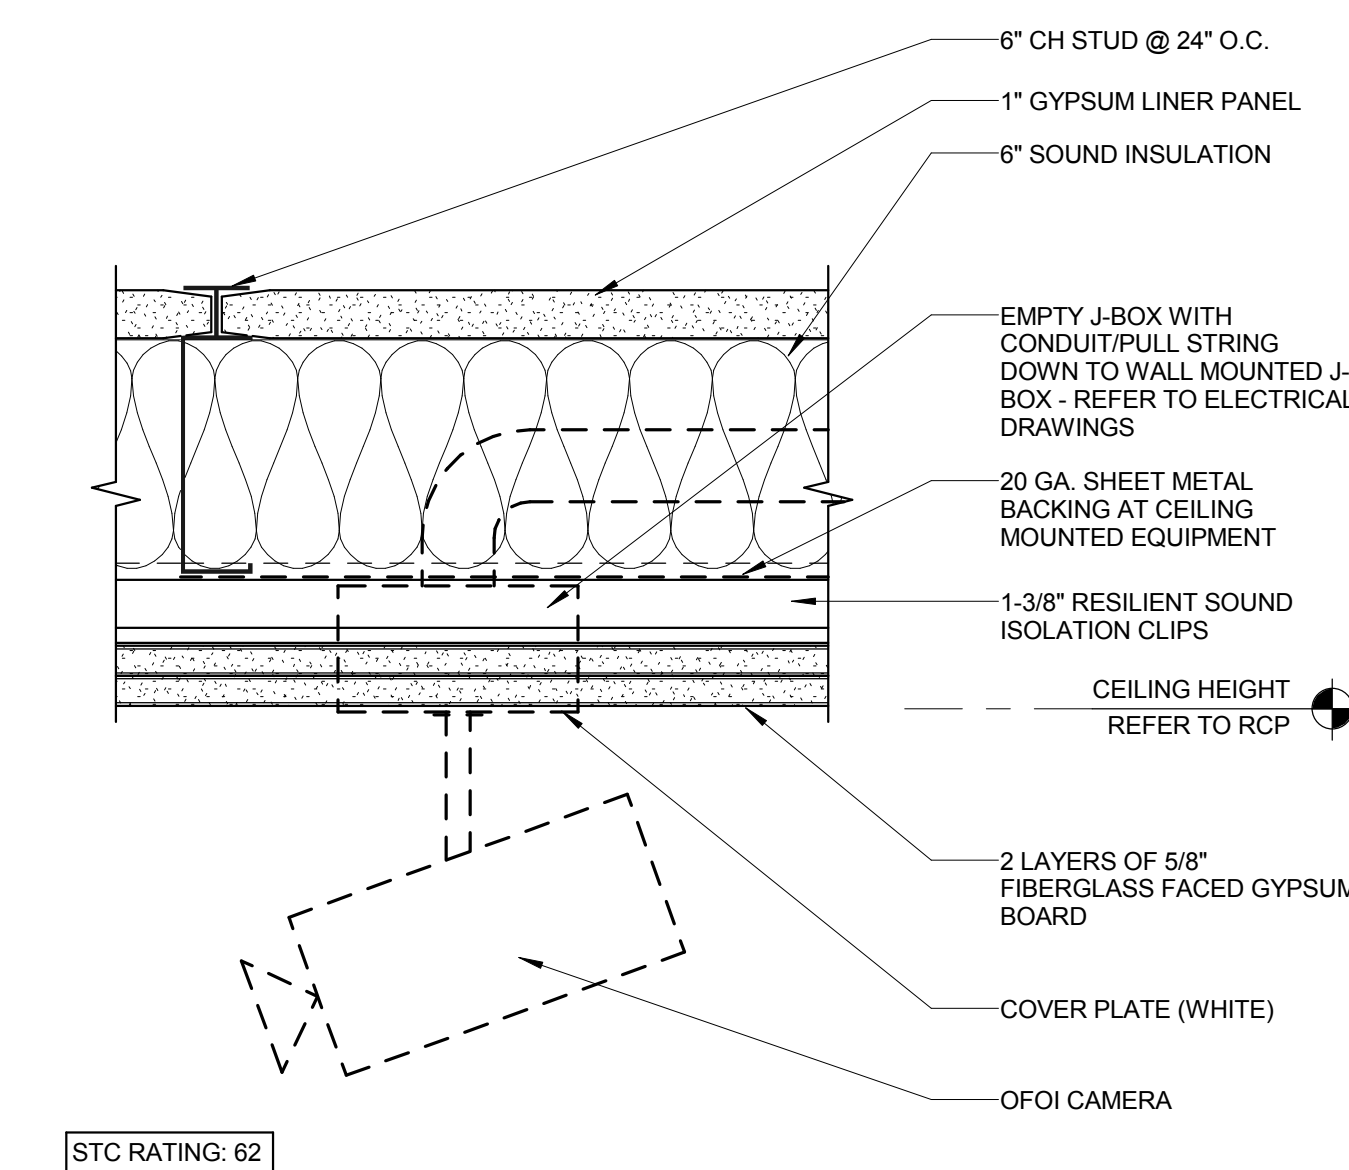 6" CH STUD @ 24" O.C.
1" GYPSUM LINER PANEL
6" SOUND INSULATION
EMPTY J-BOX WITH
CONDUIT/PULL STRING
DOWN TO WALL MOUNTED J-
BOX - REFER TO ELECTRICAL
DRAWINGS
20 GA. SHEET METAL
BACKING AT CEILING
MOUNTED EQUIPMENT
1-3/8" RESILIENT SOUND
ISOLATION CLIPS
CEILING HEIGHT
REFER TO RCP
2 LAYERS OF 5/8"
FIBERGLASS FACED GYPSUM
BOARD
COVER PLATE (WHITE)
OFOI CAMERA
STC RATING: 62